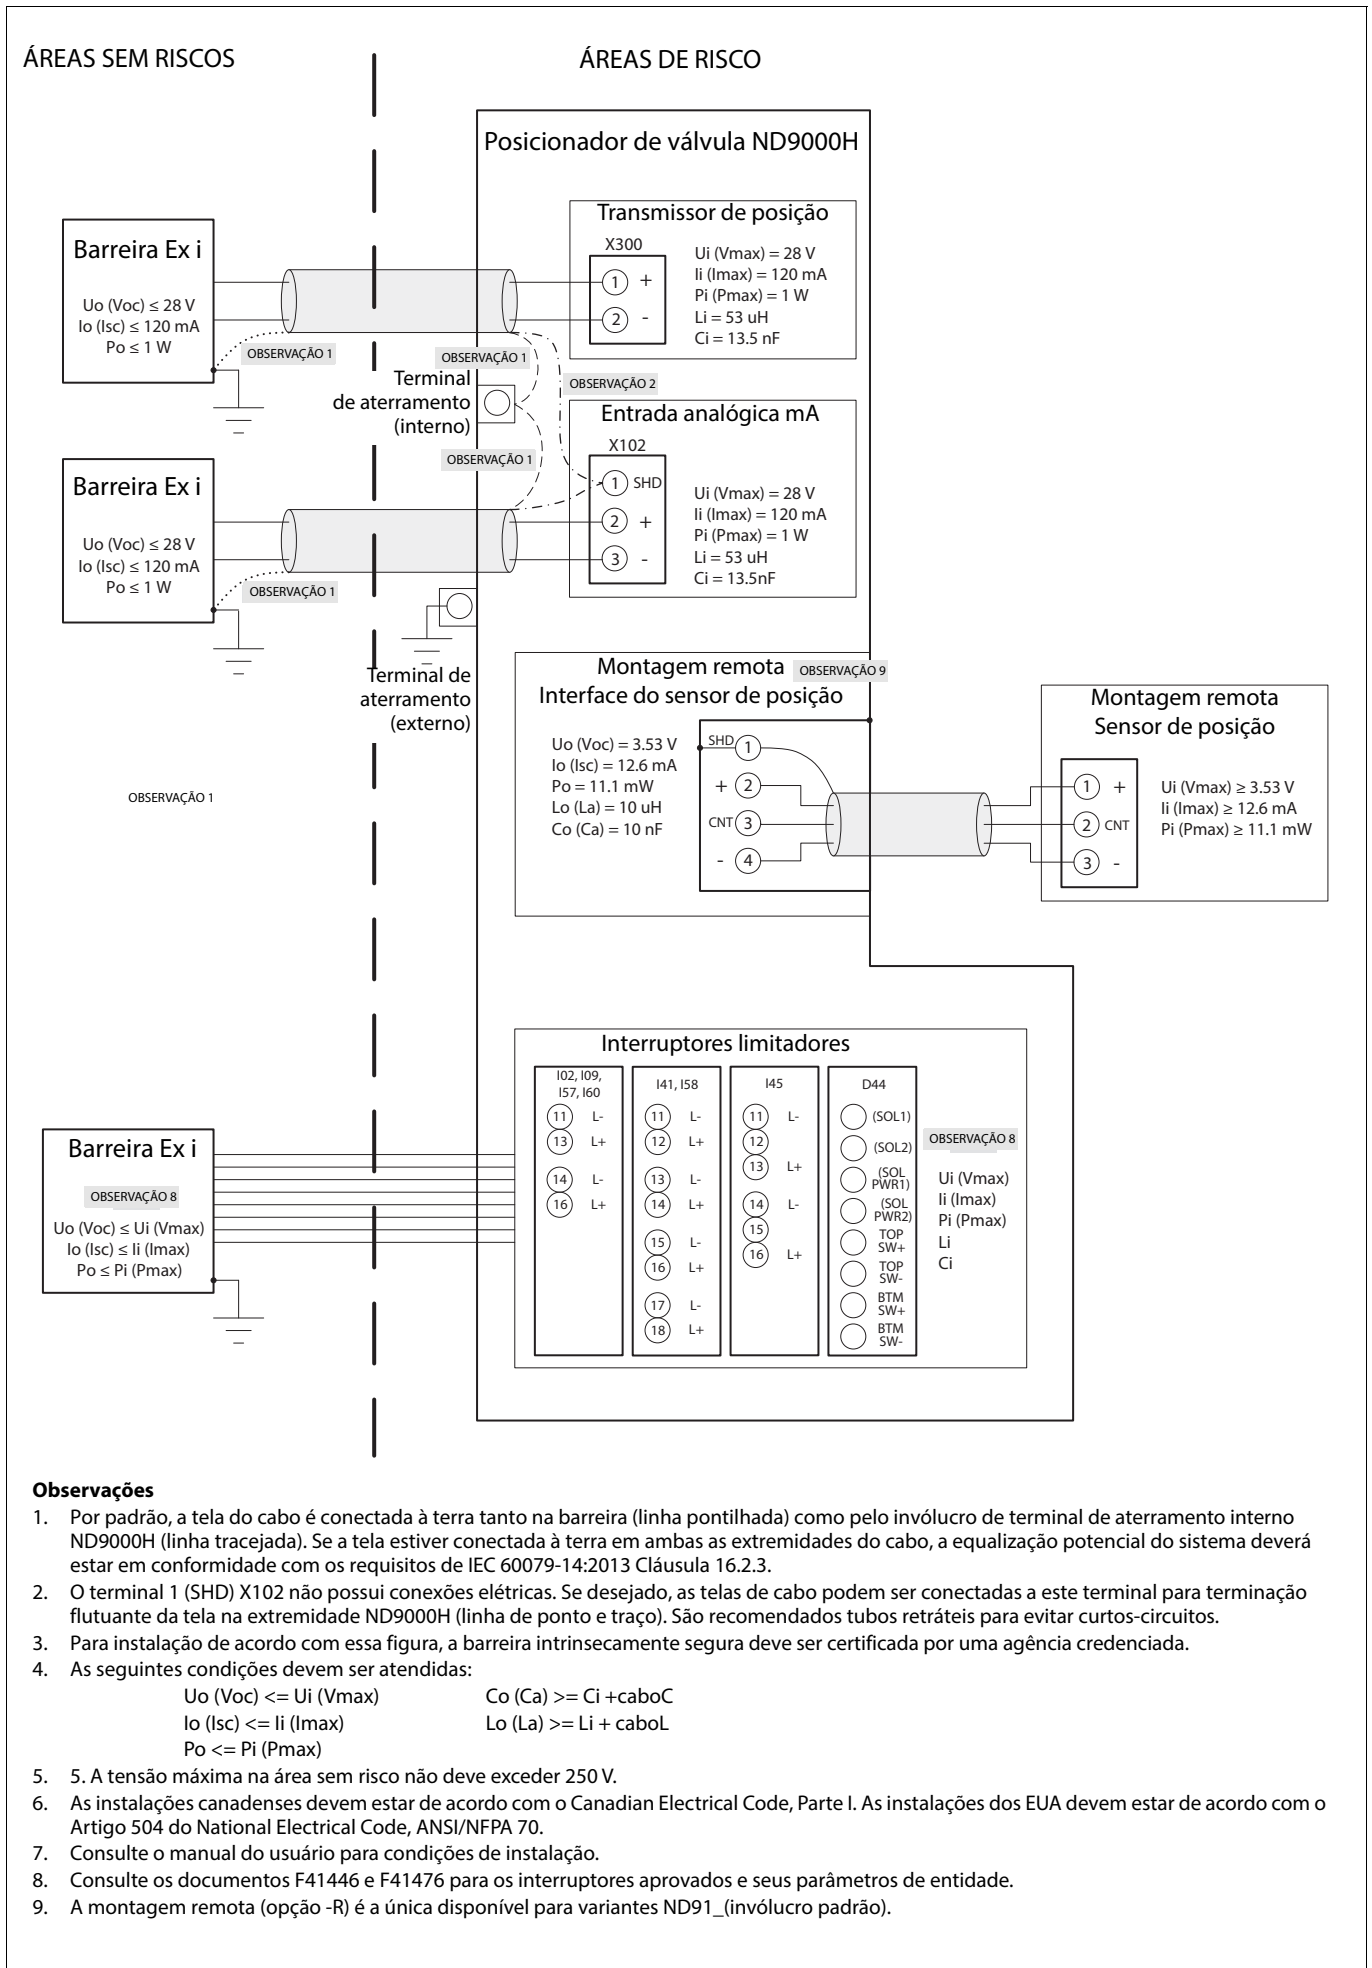 ÁREAS SEM RISCOS
ÁREAS DE RISCO
Posicionador de válvula ND9000H
Barreira Ex i
Uo (Voc) ≤ 28 V
Io (Isc) ≤ 120 mA
Po ≤ 1 W
OBSERVAÇÃO 1
OBSERVAÇÃO 1
Terminal
de aterramento
(interno)
OBSERVAÇÃO 1
OBSERVAÇÃO 2
Transmissor de posição
X300
1 +
2 -
Ui (Vmax) = 28 V
Ii (Imax) = 120 mA
Pi (Pmax) = 1 W
Li = 53 uH
Ci = 13.5 nF
Barreira Ex i
Uo (Voc) ≤ 28 V
Io (Isc) ≤ 120 mA
Po ≤ 1 W
OBSERVAÇÃO 1
Entrada analógica mA
X102
1 SHD
2 +
3 -
Ui (Vmax) = 28 V
Ii (Imax) = 120 mA
Pi (Pmax) = 1 W
Li = 53 uH
Ci = 13.5nF
Terminal de
aterramento
(externo)
OBSERVAÇÃO 1
Montagem remota OBSERVAÇÃO 9
Interface do sensor de posição
Uo (Voc) = 3.53 V
Io (Isc) = 12.6 mA
Po = 11.1 mW
Lo (La) = 10 uH
Co (Ca) = 10 nF
SHD 1
+ 2
CNT 3
- 4
Montagem remota
Sensor de posição
1 +
2 CNT
3 -
Ui (Vmax) ≥ 3.53 V
Ii (Imax) ≥ 12.6 mA
Pi (Pmax) ≥ 11.1 mW
Barreira Ex i
OBSERVAÇÃO 8
Uo (Voc) ≤ Ui (Vmax)
Io (Isc) ≤ Ii (Imax)
Po ≤ Pi (Pmax)
Interruptores limitadores
I02, I09,
I57, I60
11 L-
13 L+
14 L-
16 L+
I41, I58
11 L-
12 L+
13 L-
14 L+
15 L-
16 L+
17 L-
18 L+
I45
11 L-
12
13 L+
14 L-
15
16 L+
D44
(SOL1)
(SOL2)
(SOL
PWR1)
(SOL
PWR2)
TOP
SW+
TOP
SW-
BTM
SW+
BTM
SW-
OBSERVAÇÃO 8
Ui (Vmax)
Ii (Imax)
Pi (Pmax)
Li
Ci
Observações
1. Por padrão, a tela do cabo é conectada à terra tanto na barreira (linha pontilhada) como pelo invólucro de terminal de aterramento interno
ND9000H (linha tracejada). Se a tela estiver conectada à terra em ambas as extremidades do cabo, a equalização potencial do sistema deverá
estar em conformidade com os requisitos de IEC 60079-14:2013 Cláusula 16.2.3.
2. O terminal 1 (SHD) X102 não possui conexões elétricas. Se desejado, as telas de cabo podem ser conectadas a este terminal para terminação
flutuante da tela na extremidade ND9000H (linha de ponto e traço). São recomendados tubos retráteis para evitar curtos-circuitos.
3. Para instalação de acordo com essa figura, a barreira intrinsecamente segura deve ser certificada por uma agência credenciada.
4. As seguintes condições devem ser atendidas:
Uo (Voc) <= Ui (Vmax) Co (Ca) >= Ci +caboC
Io (Isc) <= Ii (Imax) Lo (La) >= Li + caboL
Po <= Pi (Pmax)
5. 5. A tensão máxima na área sem risco não deve exceder 250 V.
6. As instalações canadenses devem estar de acordo com o Canadian Electrical Code, Parte I. As instalações dos EUA devem estar de acordo com o
Artigo 504 do National Electrical Code, ANSI/NFPA 70.
7. Consulte o manual do usuário para condições de instalação.
8. Consulte os documentos F41446 e F41476 para os interruptores aprovados e seus parâmetros de entidade.
9. A montagem remota (opção -R) é a única disponível para variantes ND91_(invólucro padrão).